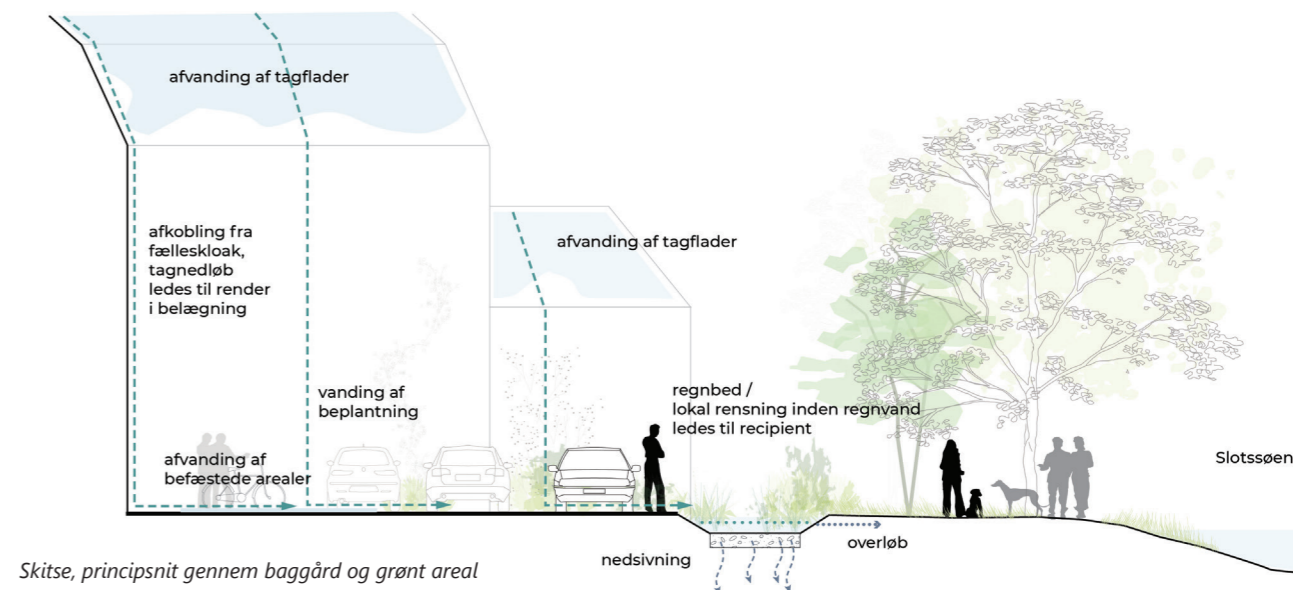 afvanding af tagflader
afkobling fra
fælleskloak,
tagnedløb
ledes til render
i belægning
afvanding af tagflader
vanding af
beplantning
regnbed /
lokal rensning inden regnvand
ledes til recipient
afvanding af
befæstede arealer
Slotssøen
nedsivning
overløb
Skitse, principsnit gennem baggård og grønt areal